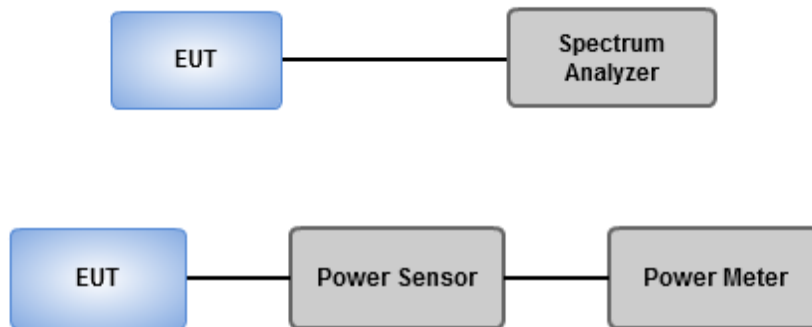 EUT
Spectrum
Analyzer
EUT
Power Sensor
Power Meter